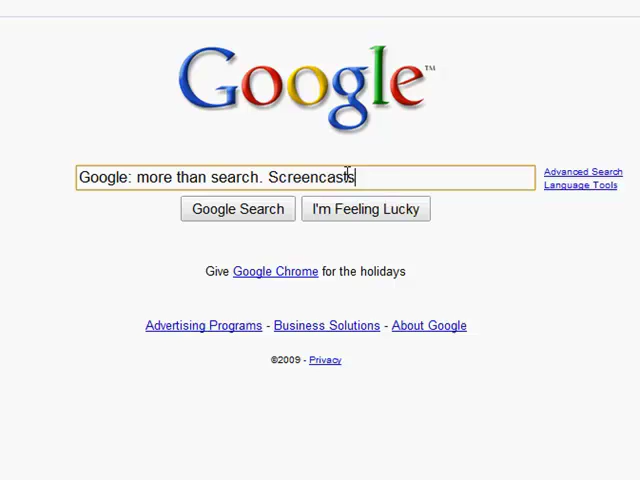 Google™
Google: more than search. Screencasts
Advanced Search
Language Tools
Google Search
I'm Feeling Lucky
Give Google Chrome for the holidays
Advertising Programs - Business Solutions - About Google
©2009 - Privacy